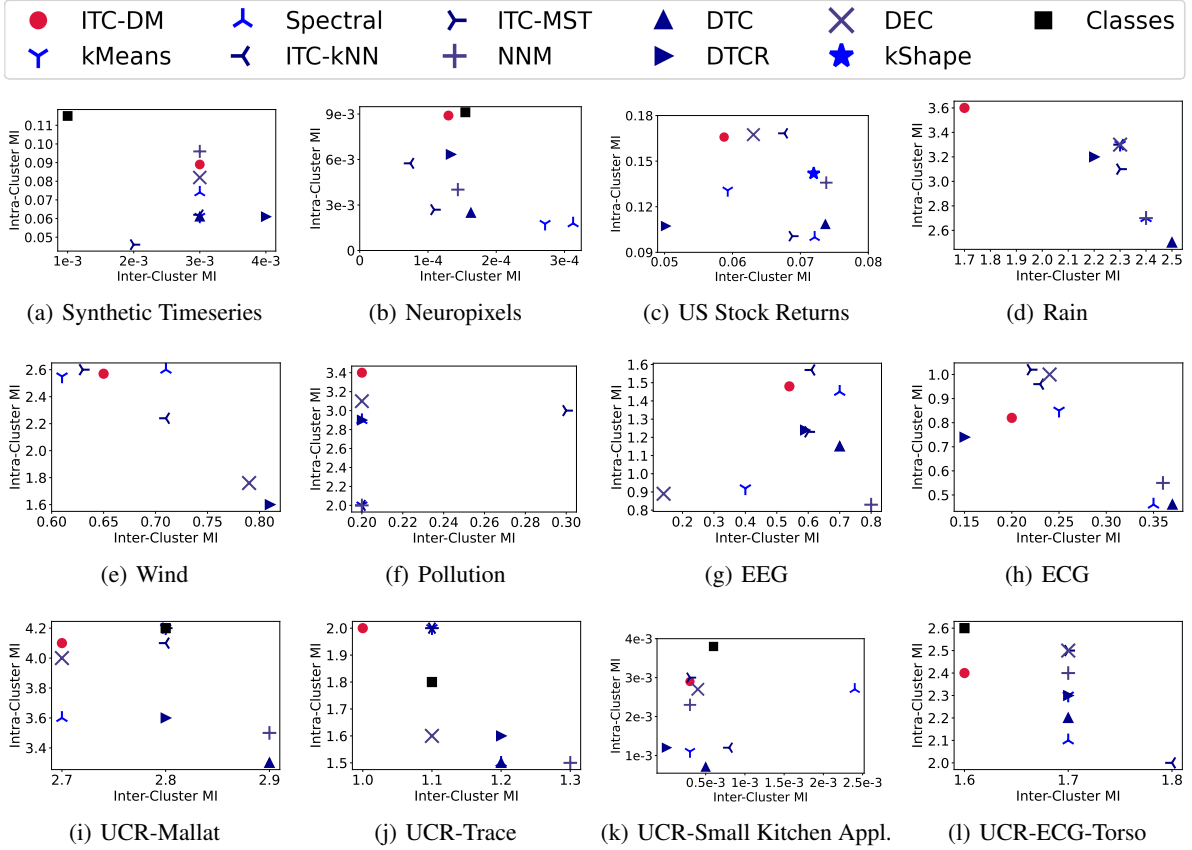 ITC-DM Spectral ITC-MST DTC DEC Classes
kMeans ITC-kNN NNM DTCR kShape
Intra-Cluster MI
0.11
0.10
0.09
0.08
0.07
0.06
0.05
1e-3 2e-3 3e-3 4e-3
Inter-Cluster MI
(a) Synthetic Timeseries
Intra-Cluster MI
9e-3
6e-3
3e-3
0
0 1e-4 2e-4 3e-4
Inter-Cluster MI
(b) Neuropixels
Intra-Cluster MI
0.18
0.15
0.12
0.09
0.05 0.06 0.07 0.08
Inter-Cluster MI
(c) US Stock Returns
Intra-Cluster MI
3.6
3.4
3.2
3.0
2.8
2.6
1.7 1.8 1.9 2.0 2.1 2.2 2.3 2.4 2.5
Inter-Cluster MI
(d) Rain
Intra-Cluster MI
2.6
2.4
2.2
2.0
1.8
1.6
0.60 0.65 0.70 0.75 0.80
Inter-Cluster MI
(e) Wind
Intra-Cluster MI
3.4
3.2
3.0
2.8
2.6
2.4
2.2
2.0
0.20 0.22 0.24 0.26 0.28 0.30
Inter-Cluster MI
(f) Pollution
Intra-Cluster MI
1.6
1.5
1.4
1.3
1.2
1.1
1.0
0.9
0.8
0.2 0.3 0.4 0.5 0.6 0.7 0.8
Inter-Cluster MI
(g) EEG
Intra-Cluster MI
1.0
0.9
0.8
0.7
0.6
0.5
0.15 0.20 0.25 0.30 0.35
Inter-Cluster MI
(h) ECG
Intra-Cluster MI
4.2
4.0
3.8
3.6
3.4
2.7 2.8 2.9
Inter-Cluster MI
(i) UCR-Mallat
Intra-Cluster MI
2.0
1.9
1.8
1.7
1.6
1.5
1.0 1.1 1.2 1.3
Inter-Cluster MI
(j) UCR-Trace
Intra-Cluster MI
4e-3
3e-3
2e-3
1e-3
0.5e-3 1e-3 1.5e-3 2e-3 2.5e-3
Inter-Cluster MI
(k) UCR-Small Kitchen Appl.
Intra-Cluster MI
2.6
2.5
2.4
2.3
2.2
2.1
2.0
1.6 1.7 1.8
Inter-Cluster MI
(l) UCR-ECG-Torso